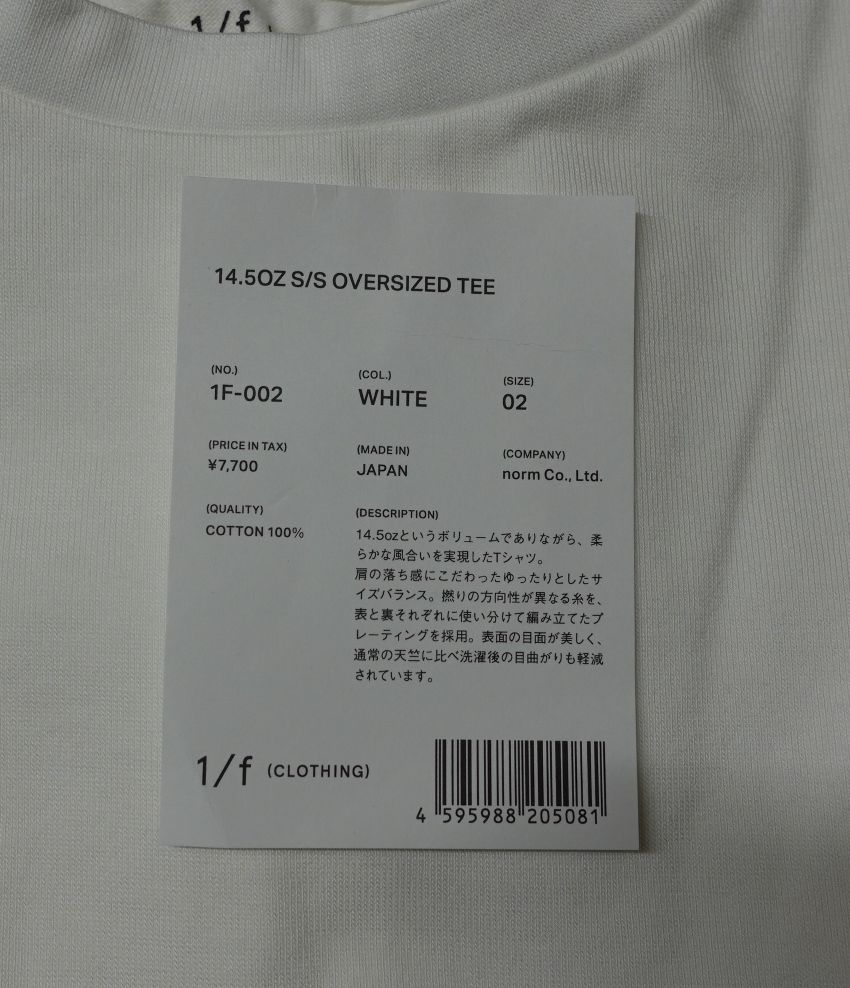 1/f
14.5OZ S/S OVERSIZED TEE
(NO.) (COL.) (SIZE)
1F-002 WHITE 02
(PRICE IN TAX) (MADE IN) (COMPANY)
¥7,700 JAPAN norm Co., Ltd.
(QUALITY) (DESCRIPTION)
COTTON 100%
14.5ozというボリュームでありながら、柔
らかな風合いを実現したTシャツ。
肩の落ち感にこだわったゆったりとしたサ
イズバランス。撚りの方向性が異なる糸を、
表と裏それぞれに使い分けて編み立てたプ
レーティングを採用。表面の目面が美しく、
通常の天竺に比べ洗濯後の目曲がりも軽減
されています。
1/f (CLOTHING)
4 595988 205081